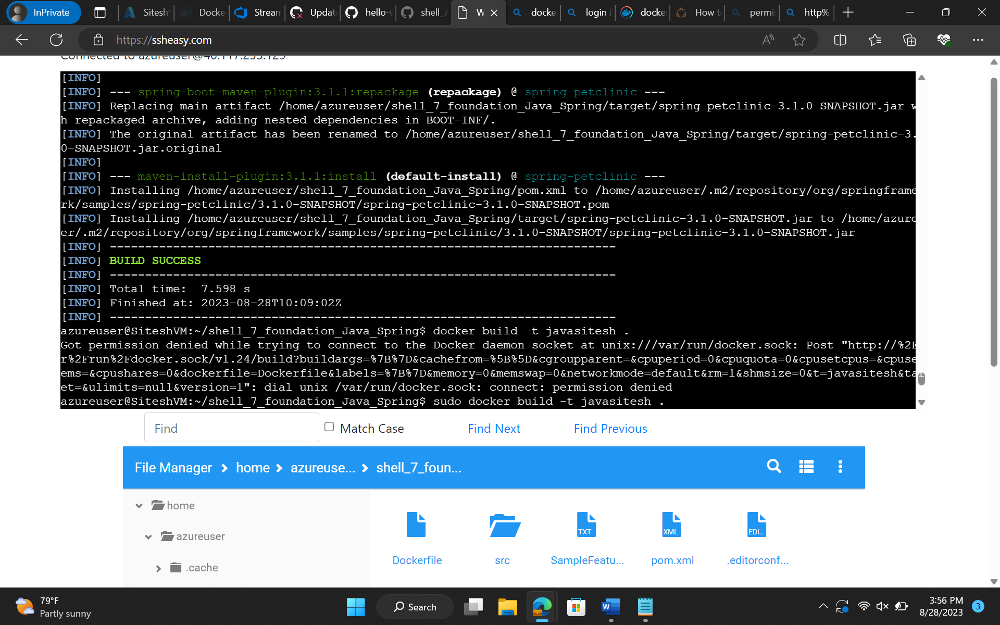 InPrivate
Sitesh
Docke
Stream
Updat
hello-
shell_7
W
docke
login i
docke
How t
permis
http%
https://ssheasy.com
Connected to azureuser@40.117.253.129
[INFO]
[INFO] --- spring-boot-maven-plugin:3.1.1:repackage (repackage) @ spring-petclinic ---
[INFO] Replacing main artifact /home/azureuser/shell_7_foundation_Java_Spring/target/spring-petclinic-3.1.0-SNAPSHOT.jar wi
h repackaged archive, adding nested dependencies in BOOT-INF/.
[INFO] The original artifact has been renamed to /home/azureuser/shell_7_foundation_Java_Spring/target/spring-petclinic-3.
0-SNAPSHOT.jar.original
[INFO]
[INFO] --- maven-install-plugin:3.1.1:install (default-install) @ spring-petclinic ---
[INFO] Installing /home/azureuser/shell_7_foundation_Java_Spring/pom.xml to /home/azureuser/.m2/repository/org/springframew
rk/samples/spring-petclinic/3.1.0-SNAPSHOT/spring-petclinic-3.1.0-SNAPSHOT.pom
[INFO] Installing /home/azureuser/shell_7_foundation_Java_Spring/target/spring-petclinic-3.1.0-SNAPSHOT.jar to /home/azureu
er/.m2/repository/org/springframework/samples/spring-petclinic/3.1.0-SNAPSHOT/spring-petclinic-3.1.0-SNAPSHOT.jar
[INFO] ------------------------------------------------------------------------
[INFO] BUILD SUCCESS
[INFO] ------------------------------------------------------------------------
[INFO] Total time:  7.598 s
[INFO] Finished at: 2023-08-28T10:09:02Z
[INFO] ------------------------------------------------------------------------
azureuser@SiteshVM:~/shell_7_foundation_Java_Spring$ docker build -t javasitesh .
Got permission denied while trying to connect to the Docker daemon socket at unix:///var/run/docker.sock: Post "http://%2Fv
r%2Frun%2Fdocker.sock/v1.24/build?buildargs=%7B%7D&cachefrom=%5B%5D&cgroupparent=&cpuperiod=0&cpuquota=0&cpusetcpus=&cpuset
ems=&cpushares=0&dockerfile=Dockerfile&labels=%7B%7D&memory=0&memswap=0&networkmode=default&rm=1&shmsize=0&t=javasitesh&ta
et=&ulimits=null&version=1": dial unix /var/run/docker.sock: connect: permission denied
azureuser@SiteshVM:~/shell_7_foundation_Java_Spring$ sudo docker build -t javasitesh .
Find
Match Case
Find Next
Find Previous
File Manager
home
azureuse...
shell_7_foun...
home
azureuser
.cache
TXT
XML
EDI..
Dockerfile
src
SampleFeatu...
pom.xml
.editorconf...
79°F
Partly sunny
Search
W
3:56 PM
8/28/2023
3